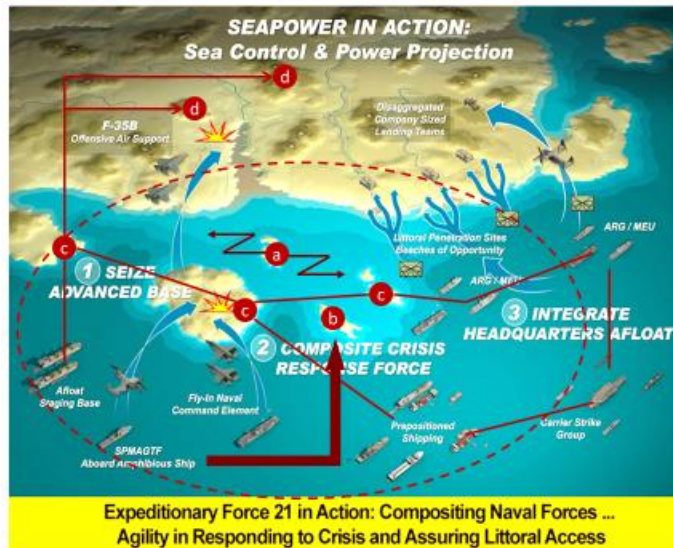 SEAPOWER IN ACTION:
Sea Control & Power Projection
d
d
F-35B
Offensive Air Support
Disaggregated
Company Sized
Landing Teams
ARG / MEU
c
a
Littoral Penetration Sites
Beaches of Opportunity
1 SEIZE
ADVANCED BASE
c
c
ARG / MEU
b
3 INTEGRATE
HEADQUARTERS AFLOAT
2 COMPOSITE CRISIS
RESPONSE FORCE
Afloat
Sraging Base
Fly-In Naval
Command Element
Prepositioned
Shipping
Carrier Strike
Group
SPMAGTF
Aboard Amphibious Ship
Expeditionary Force 21 in Action: Compositing Naval Forces ...
Agility in Responding to Crisis and Assuring Littoral Access